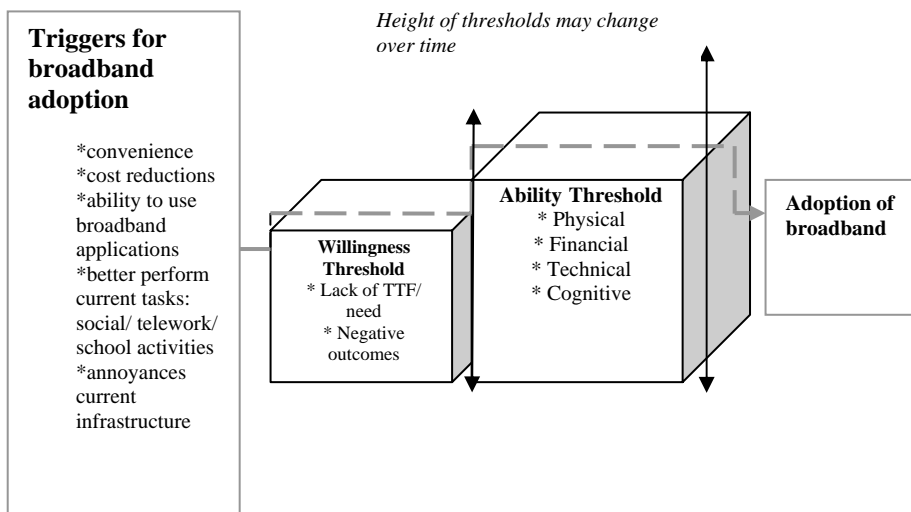 Triggers for
broadband
adoption
*convenience
*cost reductions
*ability to use
broadband
applications
*better perform
current tasks:
social/ telework/
school activities
*annoyances
current
infrastructure
Height of thresholds may change
over time
Willingness
Threshold
* Lack of TTF/
need
* Negative
outcomes
Ability Threshold
* Physical
* Financial
* Technical
* Cognitive
Adoption of
broadband